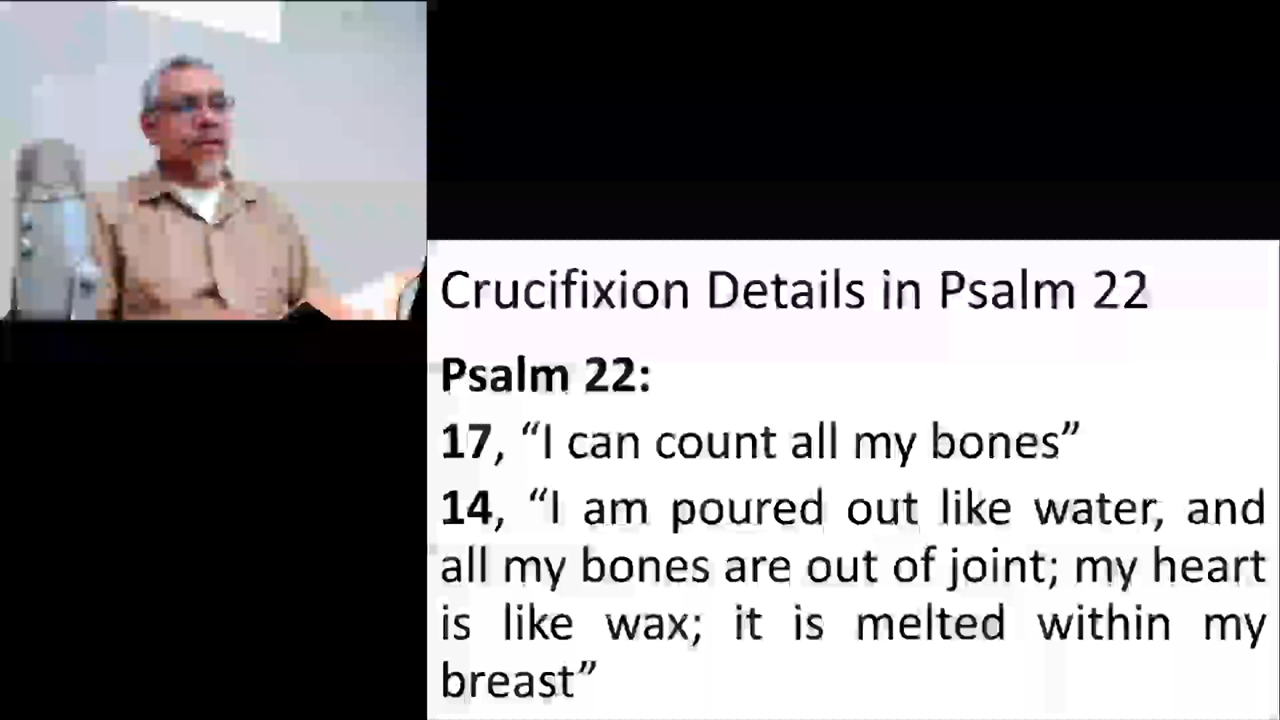 Crucifixion Details in Psalm 22
Psalm 22:
17, “I can count all my bones”
14, “I am poured out like water, and
all my bones are out of joint; my heart
is like wax; it is melted within my
breast”